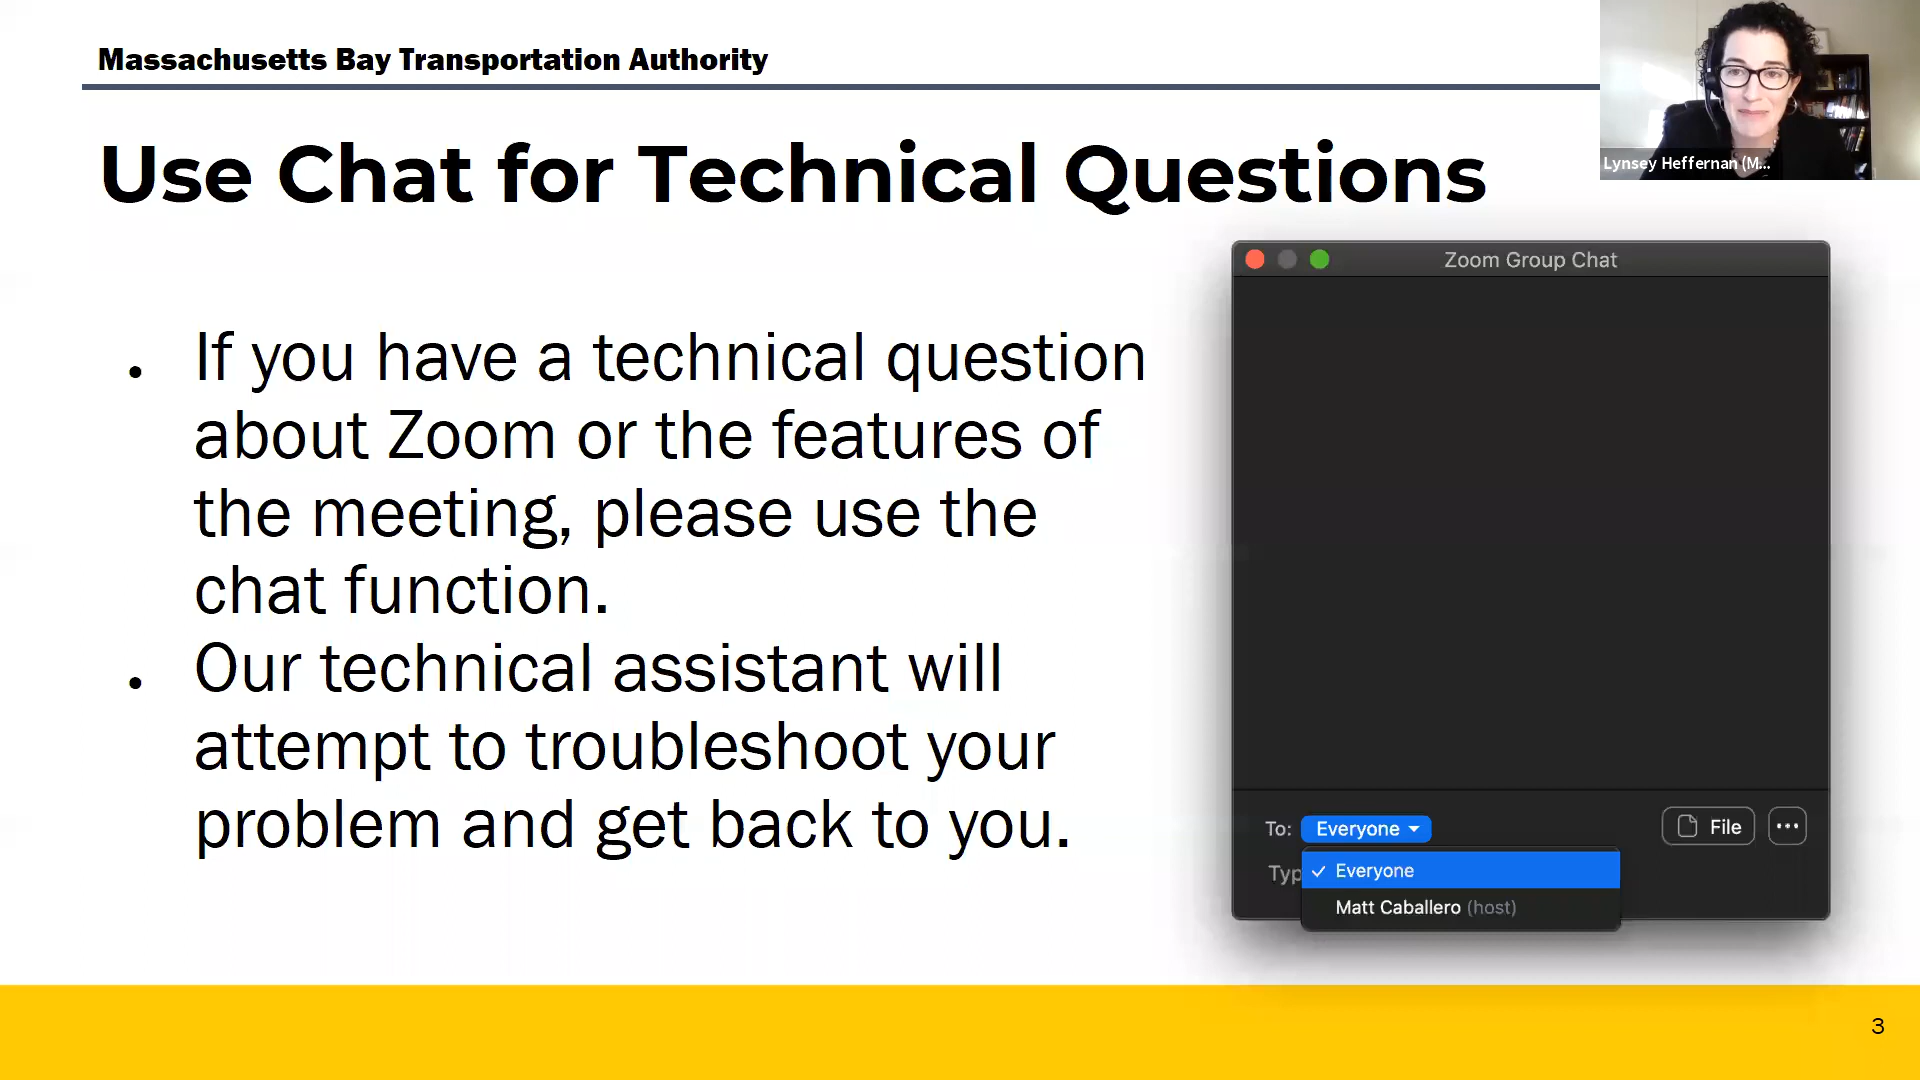 Massachusetts Bay Transportation Authority
Lynsey Heffernan (M...
Use Chat for Technical Questions
• If you have a technical question
about Zoom or the features of
the meeting, please use the
chat function.
• Our technical assistant will
attempt to troubleshoot your
problem and get back to you.
Zoom Group Chat
To: Everyone File ...
Typ
✓ Everyone
Matt Caballero (host)
3